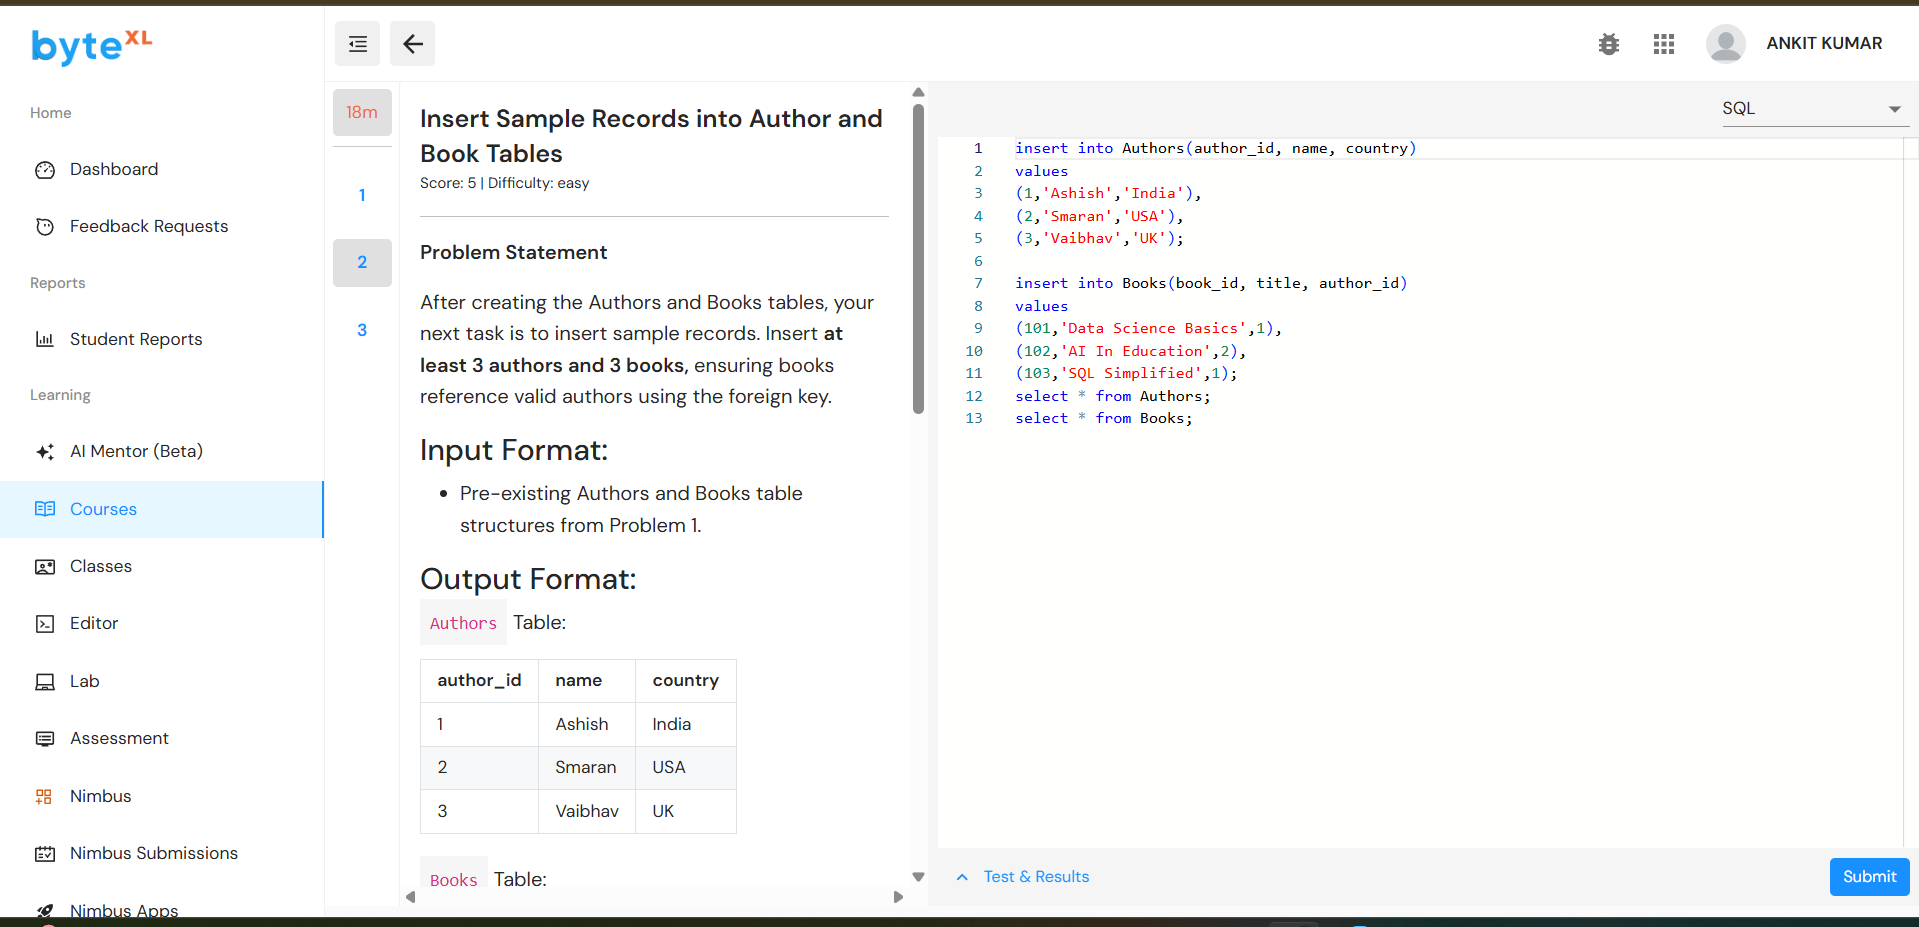 byteXL
ANKIT KUMAR
Home
Dashboard
Feedback Requests
Reports
Student Reports
Learning
AI Mentor (Beta)
Courses
Classes
Editor
Lab
Assessment
Nimbus
Nimbus Submissions
Nimbus Apps
18m
1
2
3
Insert Sample Records into Author and
Book Tables
Score: 5 | Difficulty: easy
Problem Statement
After creating the Authors and Books tables, your
next task is to insert sample records. Insert at
least 3 authors and 3 books, ensuring books
reference valid authors using the foreign key.
Input Format:
• Pre-existing Authors and Books table
structures from Problem 1.
Output Format:
Authors Table:
author_id name country
1 Ashish India
2 Smaran USA
3 Vaibhav UK
Books Table:
SQL
1 insert into Authors(author_id, name, country)
2 values
3 (1,'Ashish','India'),
4 (2,'Smaran','USA'),
5 (3,'Vaibhav','UK');
6
7 insert into Books(book_id, title, author_id)
8 values
9 (101,'Data Science Basics',1),
10 (102,'AI In Education',2),
11 (103,'SQL Simplified',1);
12 select * from Authors;
13 select * from Books;
Test & Results
Submit